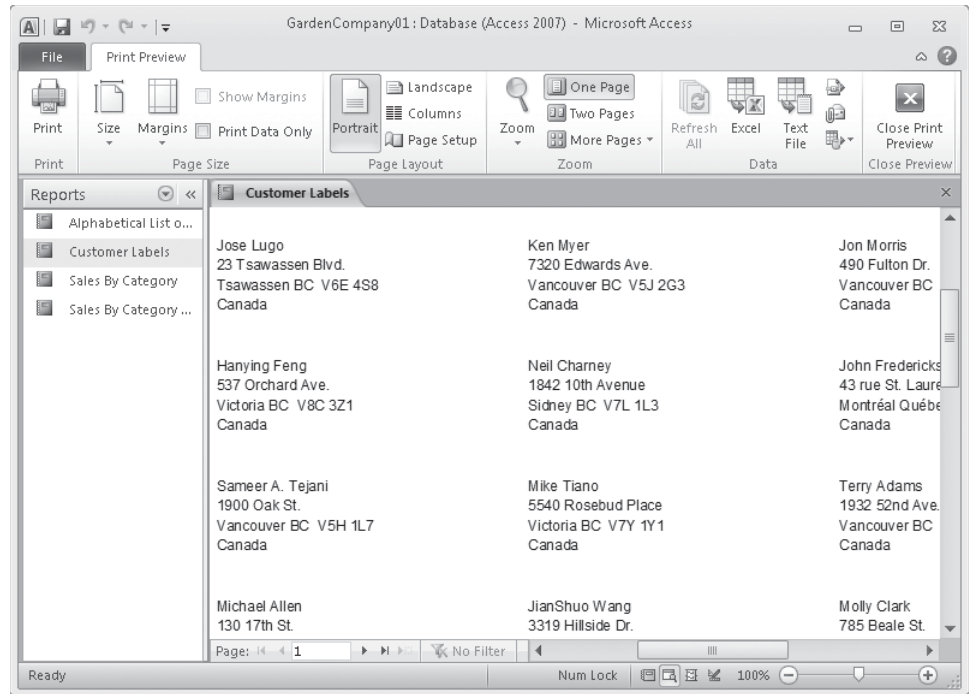 GardenCompany01 : Database (Access 2007) - Microsoft Access
File
Print Preview
Print
Size
Margins
Show Margins
Print Data Only
Portrait
Landscape
Columns
Page Setup
Zoom
One Page
Two Pages
More Pages
Refresh All
Excel
Text File
Close Print Preview
Print
Page Size
Page Layout
Zoom
Data
Close Preview
Reports
Alphabetical List o...
Customer Labels
Sales By Category
Sales By Category ...
Customer Labels
Jose Lugo
23 Tsawassen Blvd.
Tsawassen BC V6E 4S8
Canada
Ken Myer
7320 Edwards Ave.
Vancouver BC V5J 2G3
Canada
Jon Morris
490 Fulton Dr.
Vancouver BC
Canada
Hanying Feng
537 Orchard Ave.
Victoria BC V8C 3Z1
Canada
Neil Charney
1842 10th Avenue
Sidney BC V7L 1L3
Canada
John Fredericks
43 rue St. Laure
Montréal Québe
Canada
Sameer A. Tejani
1900 Oak St.
Vancouver BC V5H 1L7
Canada
Mike Tiano
5540 Rosebud Place
Victoria BC V7Y 1Y1
Canada
Terry Adams
1932 52nd Ave.
Vancouver BC
Canada
Michael Allen
130 17th St.
JianShuo Wang
3319 Hillside Dr.
Molly Clark
785 Beale St.
Page: 1
No Filter
Ready
Num Lock
100%